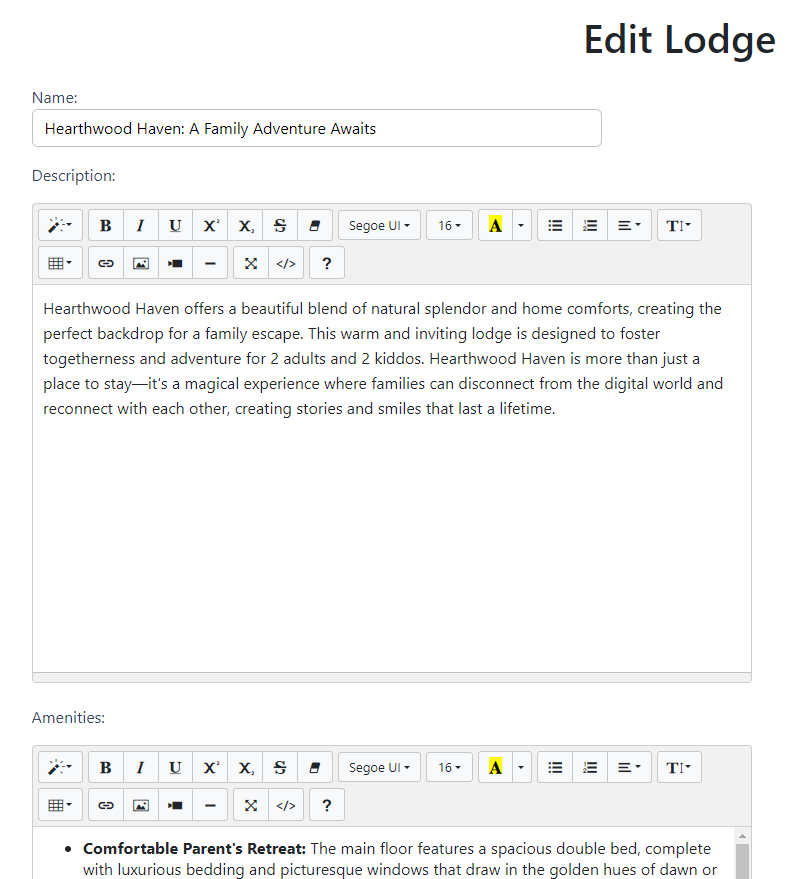 Edit Lodge
Name:
Hearthwood Haven: A Family Adventure Awaits
Description:
B I U X² X₂ S Segoe UI 16 A T
</> ?
Hearthwood Haven offers a beautiful blend of natural splendor and home comforts, creating the
perfect backdrop for a family escape. This warm and inviting lodge is designed to foster
togetherness and adventure for 2 adults and 2 kiddos. Hearthwood Haven is more than just a
place to stay—it's a magical experience where families can disconnect from the digital world and
reconnect with each other, creating stories and smiles that last a lifetime.
Amenities:
B I U X² X₂ S Segoe UI 16 A T
</> ?
• Comfortable Parent's Retreat: The main floor features a spacious double bed, complete
with luxurious bedding and picturesque windows that draw in the golden hues of dawn or